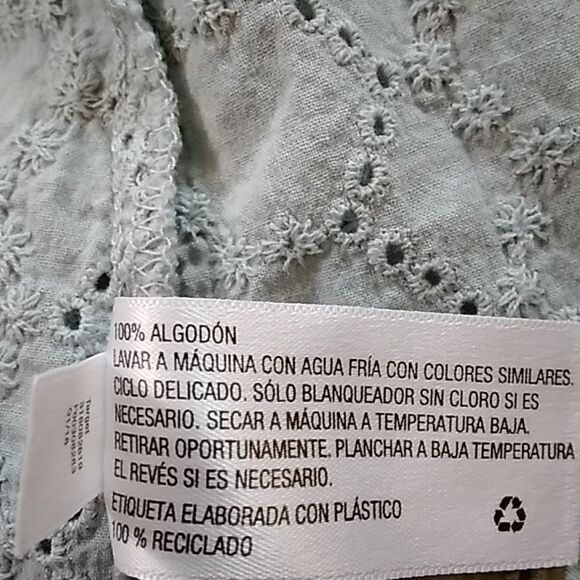 100% ALGODÓN
LAVAR A MÁQUINA CON AGUA FRÍA CON COLORES SIMILARES.
CICLO DELICADO. SÓLO BLANQUEADOR SIN CLORO SI ES
NECESARIO. SECAR A MÁQUINA A TEMPERATURA BAJA.
RETIRAR OPORTUNAMENTE. PLANCHAR A BAJA TEMPERATURA
EL REVÉS SI ES NECESARIO.
ETIQUETA ELABORADA CON PLÁSTICO
100 % RECICLADO
Target